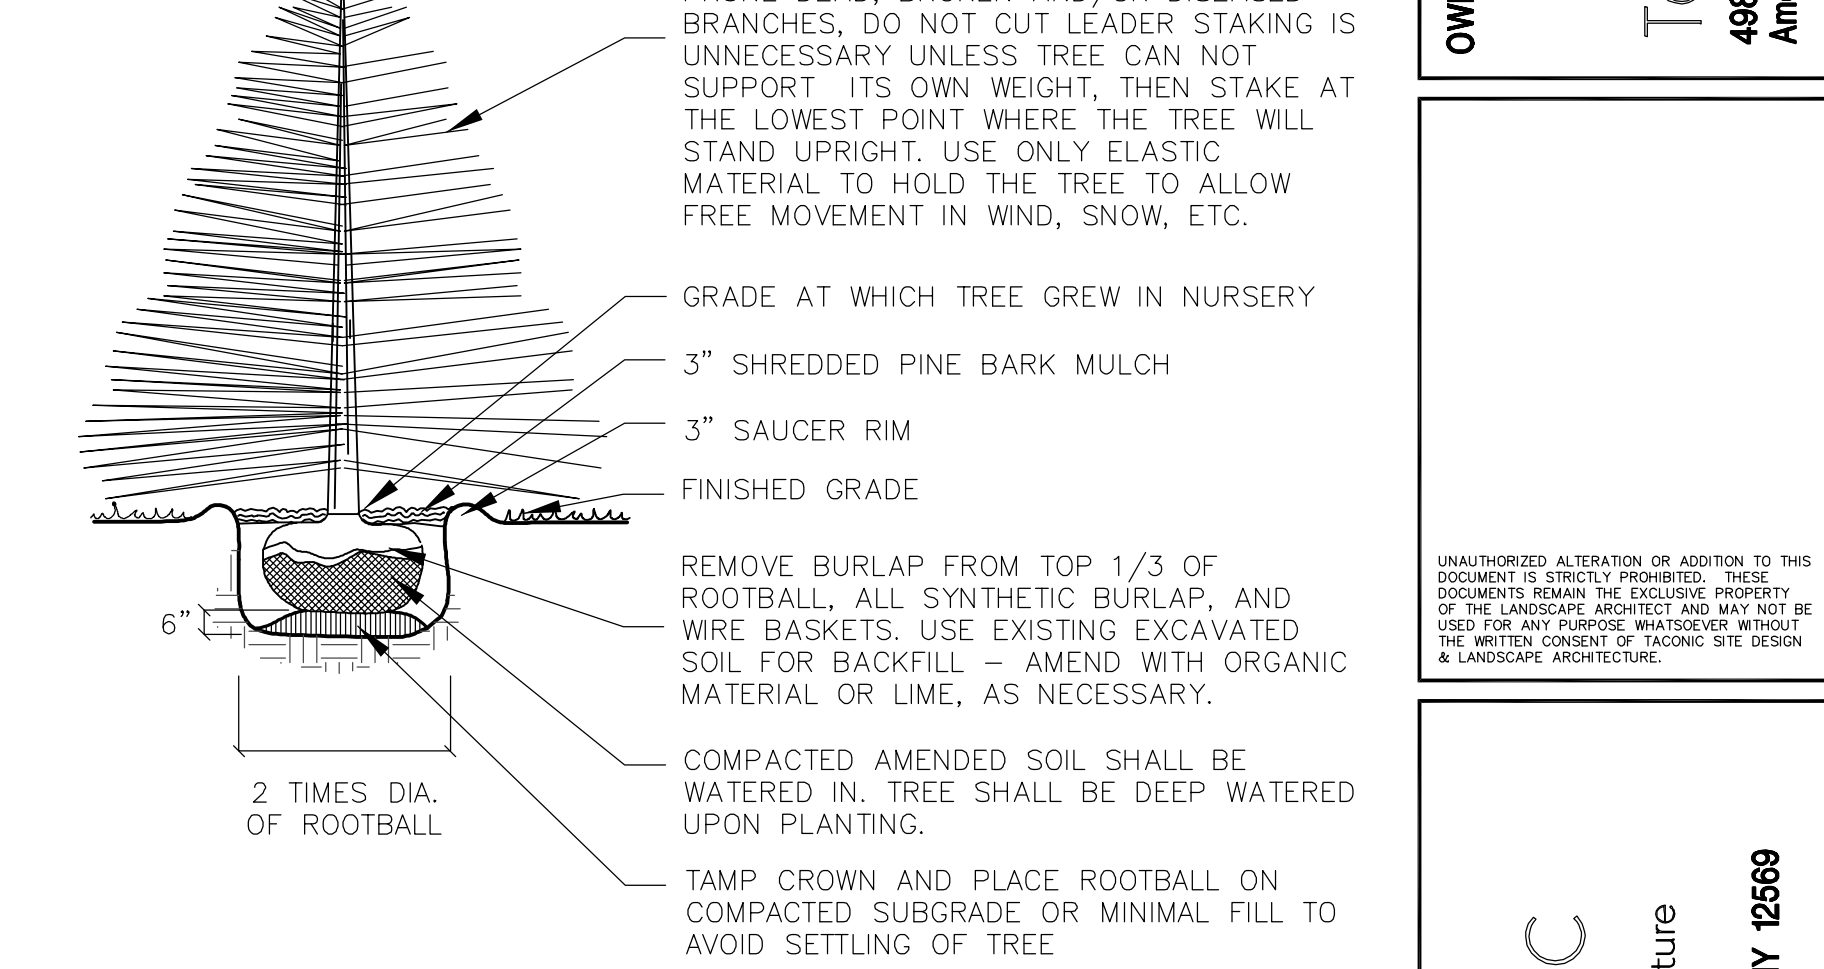 BRANCHES, DO NOT CUT LEADER STAKING IS
UNNECESSARY UNLESS TREE CAN NOT
SUPPORT ITS OWN WEIGHT, THEN STAKE AT
THE LOWEST POINT WHERE THE TREE WILL
STAND UPRIGHT. USE ONLY ELASTIC
MATERIAL TO HOLD THE TREE TO ALLOW
FREE MOVEMENT IN WIND, SNOW, ETC.
GRADE AT WHICH TREE GREW IN NURSERY
3" SHREDDED PINE BARK MULCH
3" SAUCER RIM
FINISHED GRADE
REMOVE BURLAP FROM TOP 1/3 OF
ROOTBALL, ALL SYNTHETIC BURLAP, AND
WIRE BASKETS. USE EXISTING EXCAVATED
SOIL FOR BACKFILL – AMEND WITH ORGANIC
MATERIAL OR LIME, AS NECESSARY.
6"
2 TIMES DIA.
OF ROOTBALL
COMPACTED AMENDED SOIL SHALL BE
WATERED IN. TREE SHALL BE DEEP WATERED
UPON PLANTING.
TAMP CROWN AND PLACE ROOTBALL ON
COMPACTED SUBGRADE OR MINIMAL FILL TO
AVOID SETTLING OF TREE
OW
498
Am
UNAUTHORIZED ALTERATION OR ADDITION TO THIS
DOCUMENT IS STRICTLY PROHIBITED. THESE
DOCUMENTS REMAIN THE EXCLUSIVE PROPERTY
OF THE LANDSCAPE ARCHITECT AND MAY NOT BE
USED FOR ANY PURPOSE WHATSOEVER WITHOUT
THE WRITTEN CONSENT OF TACONIC SITE DESIGN
& LANDSCAPE ARCHITECTURE.
C
ture
Y 12569